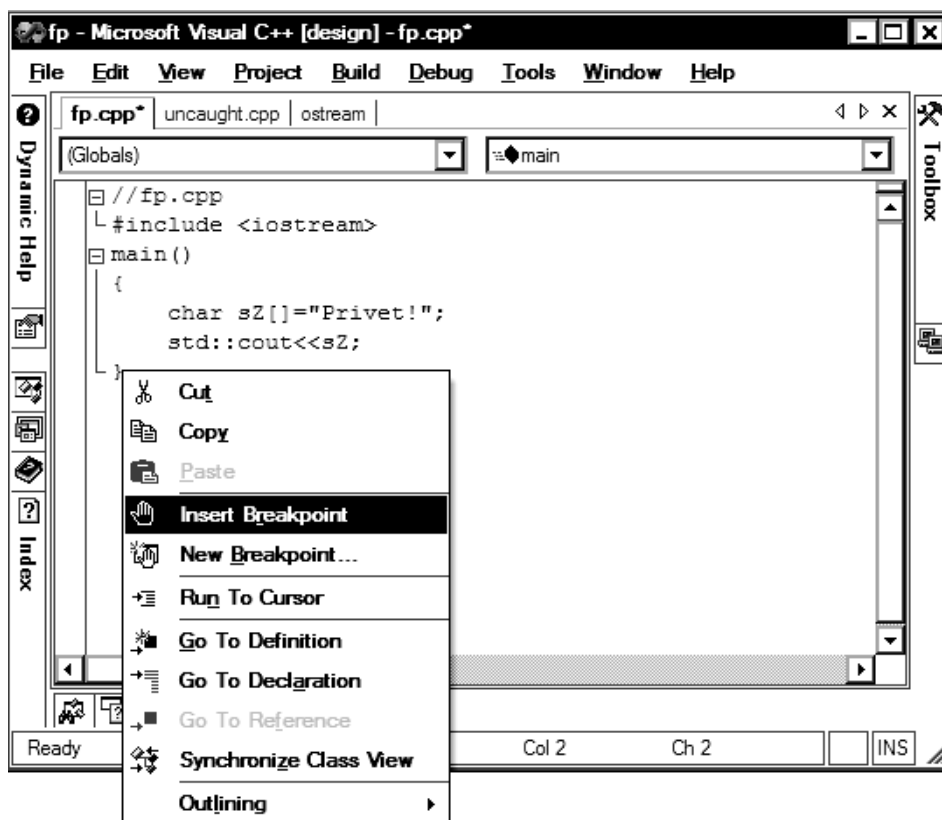 fp - Microsoft Visual C++ [design] - fp.cpp*
File Edit View Project Build Debug Tools Window Help
fp.cpp* uncaught.cpp ostream
Dynamic Help
Index
Toolbox
(Globals) main
//fp.cpp
#include <iostream>
main()
{
char sZ[]="Privet!";
std::cout<<sZ;
}
Cut
Copy
Paste
Insert Breakpoint
New Breakpoint...
Run To Cursor
Go To Definition
Go To Declaration
Go To Reference
Synchronize Class View
Outlining
Ready Col 2 Ch 2 INS